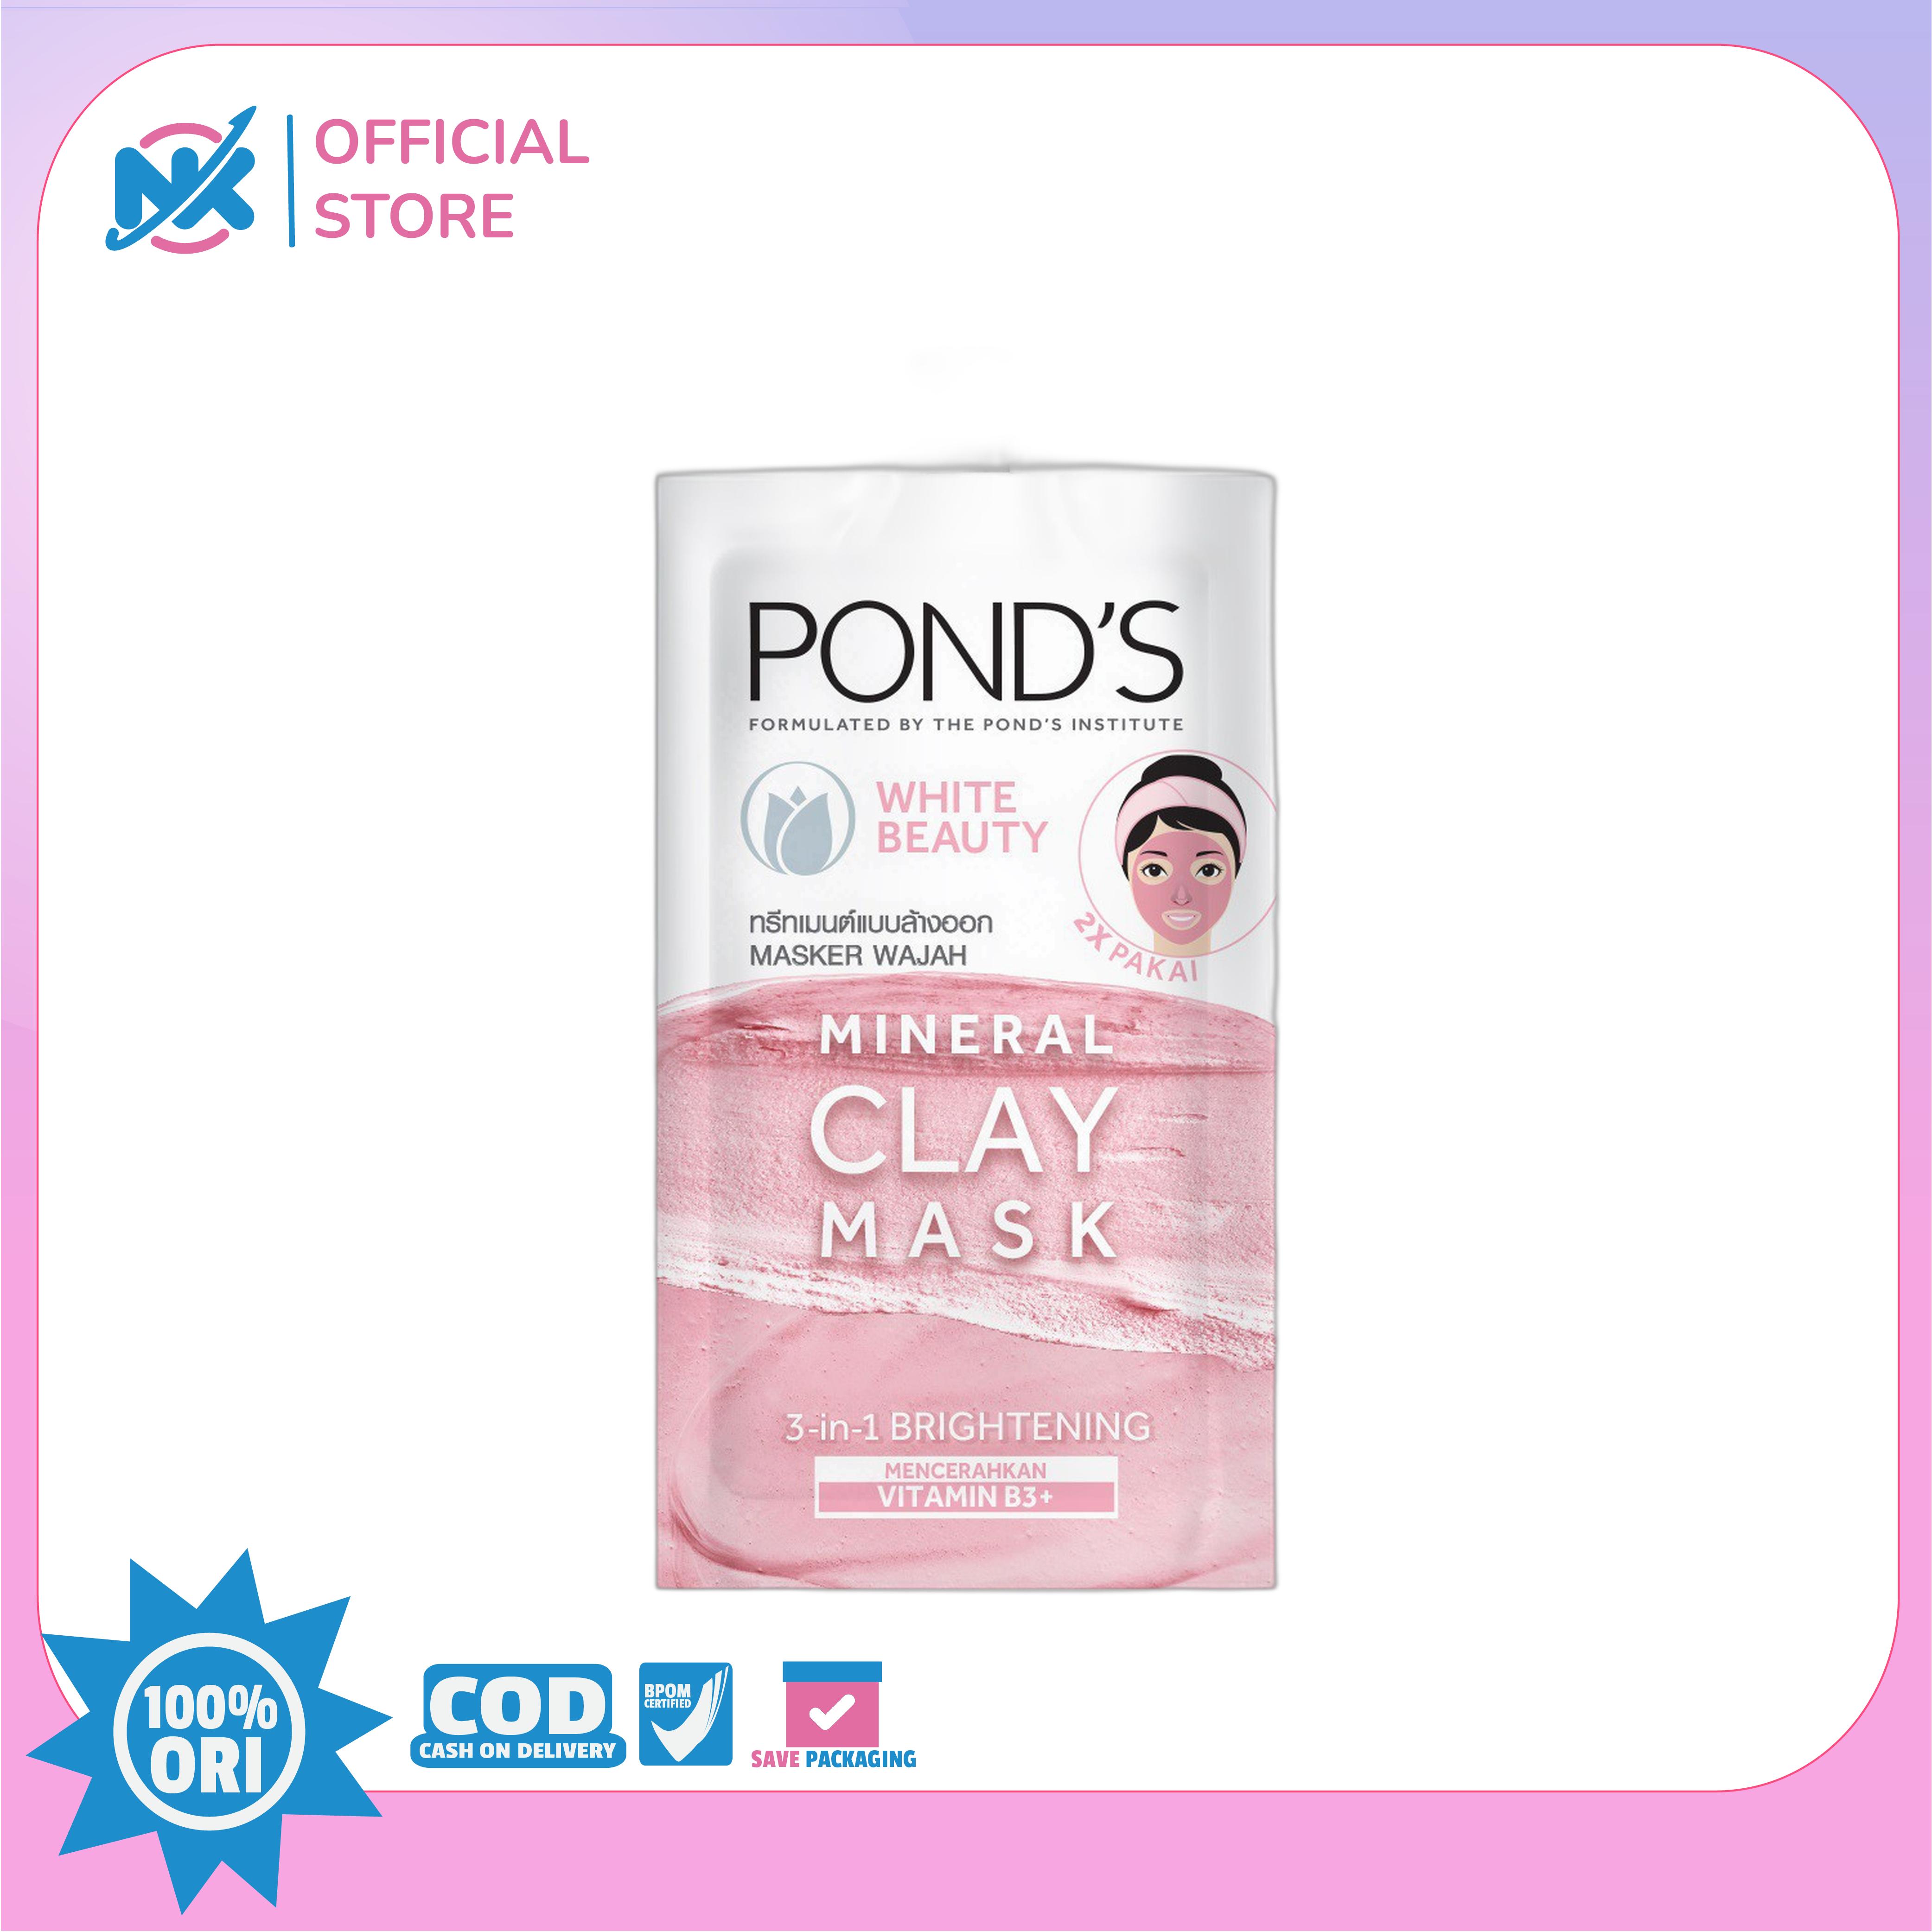 NK
OFFICIAL
STORE
POND'S
FORMULATED BY THE POND'S INSTITUTE
WHITE
BEAUTY
ทรีทเมนต์แบบล้างออก
MASKER WAJAH
2X PAKAI
MINERAL
CLAY
MASK
3-in-1 BRIGHTENING
MENCERAHKAN
VITAMIN B3+
100%
ORI
COD
CASH ON DELIVERY
BPOM
CERTIFIED
SAVE PACKAGING